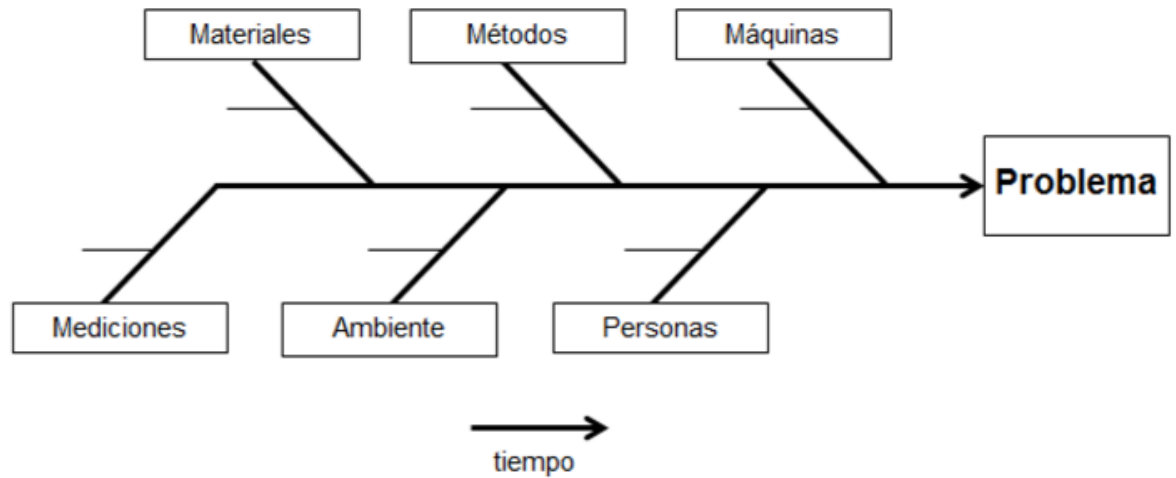 Materiales
Métodos
Máquinas
Problema
Mediciones
Ambiente
Personas
tiempo